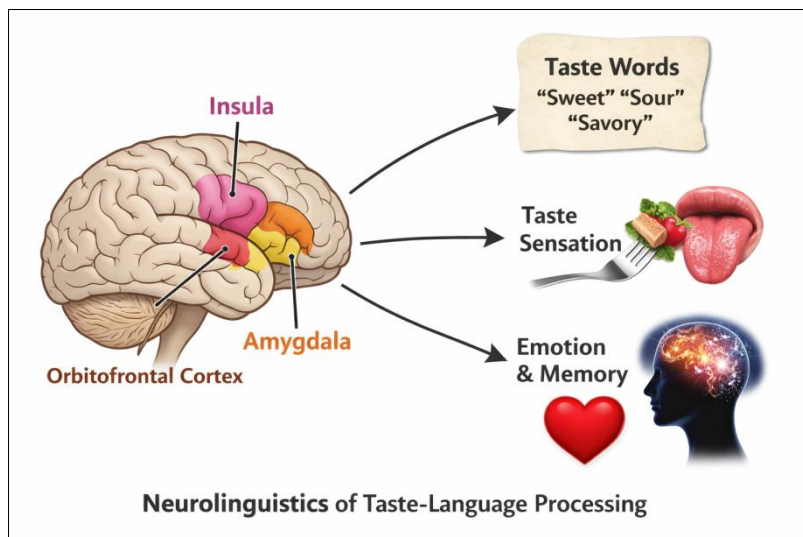 Insula
Amygdala
Orbitofrontal Cortex
Taste Words
“Sweet” “Sour”
“Savory”
Taste
Sensation
Emotion
& Memory
Neurolinguistics of Taste-Language Processing